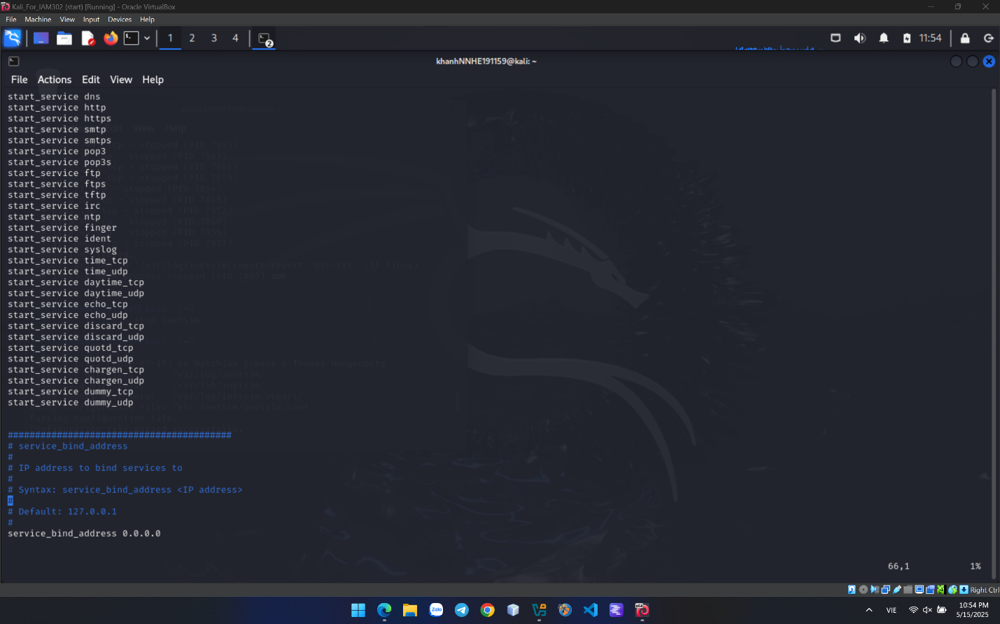 Kali_For_IAM302 (start) [Running] - Oracle VirtualBox
File Machine View Input Devices Help
1 2 3 4 2 11:54
khanhNNHE191159@kali: ~
File Actions Edit View Help
start_service dns
start_service http
start_service https
start_service smtp
start_service smtps
start_service pop3
start_service pop3s
start_service ftp
start_service ftps
start_service tftp
start_service irc
start_service ntp
start_service finger
start_service ident
start_service syslog
start_service time_tcp
start_service time_udp
start_service daytime_tcp
start_service daytime_udp
start_service echo_tcp
start_service echo_udp
start_service discard_tcp
start_service discard_udp
start_service quotd_tcp
start_service quotd_udp
start_service chargen_tcp
start_service chargen_udp
start_service dummy_tcp
start_service dummy_udp
#########################################
# service_bind_address
#
# IP address to bind services to
#
# Syntax: service_bind_address <IP address>
#
# Default: 127.0.0.1
#
service_bind_address 0.0.0.0
66,1 1%
Right Ctrl
Zalo
VIE
10:54 PM
5/15/2025